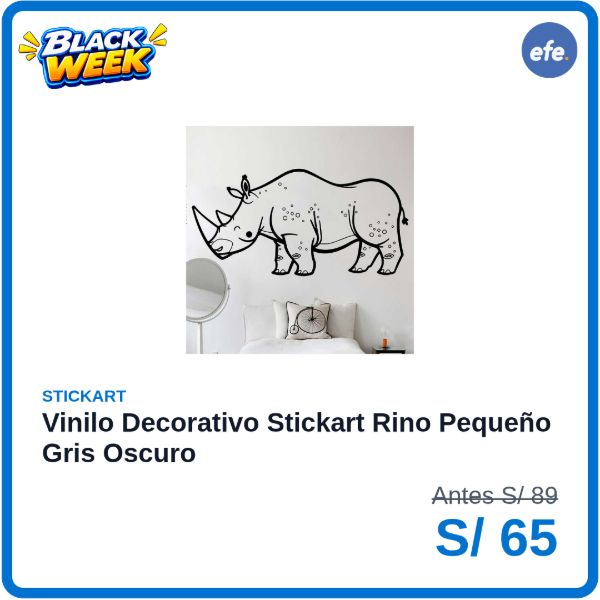 BLACK
WEEK
efe.
STICKART
Vinilo Decorativo Stickart Rino Pequeño
Gris Oscuro
Antes S/ 89
S/ 65